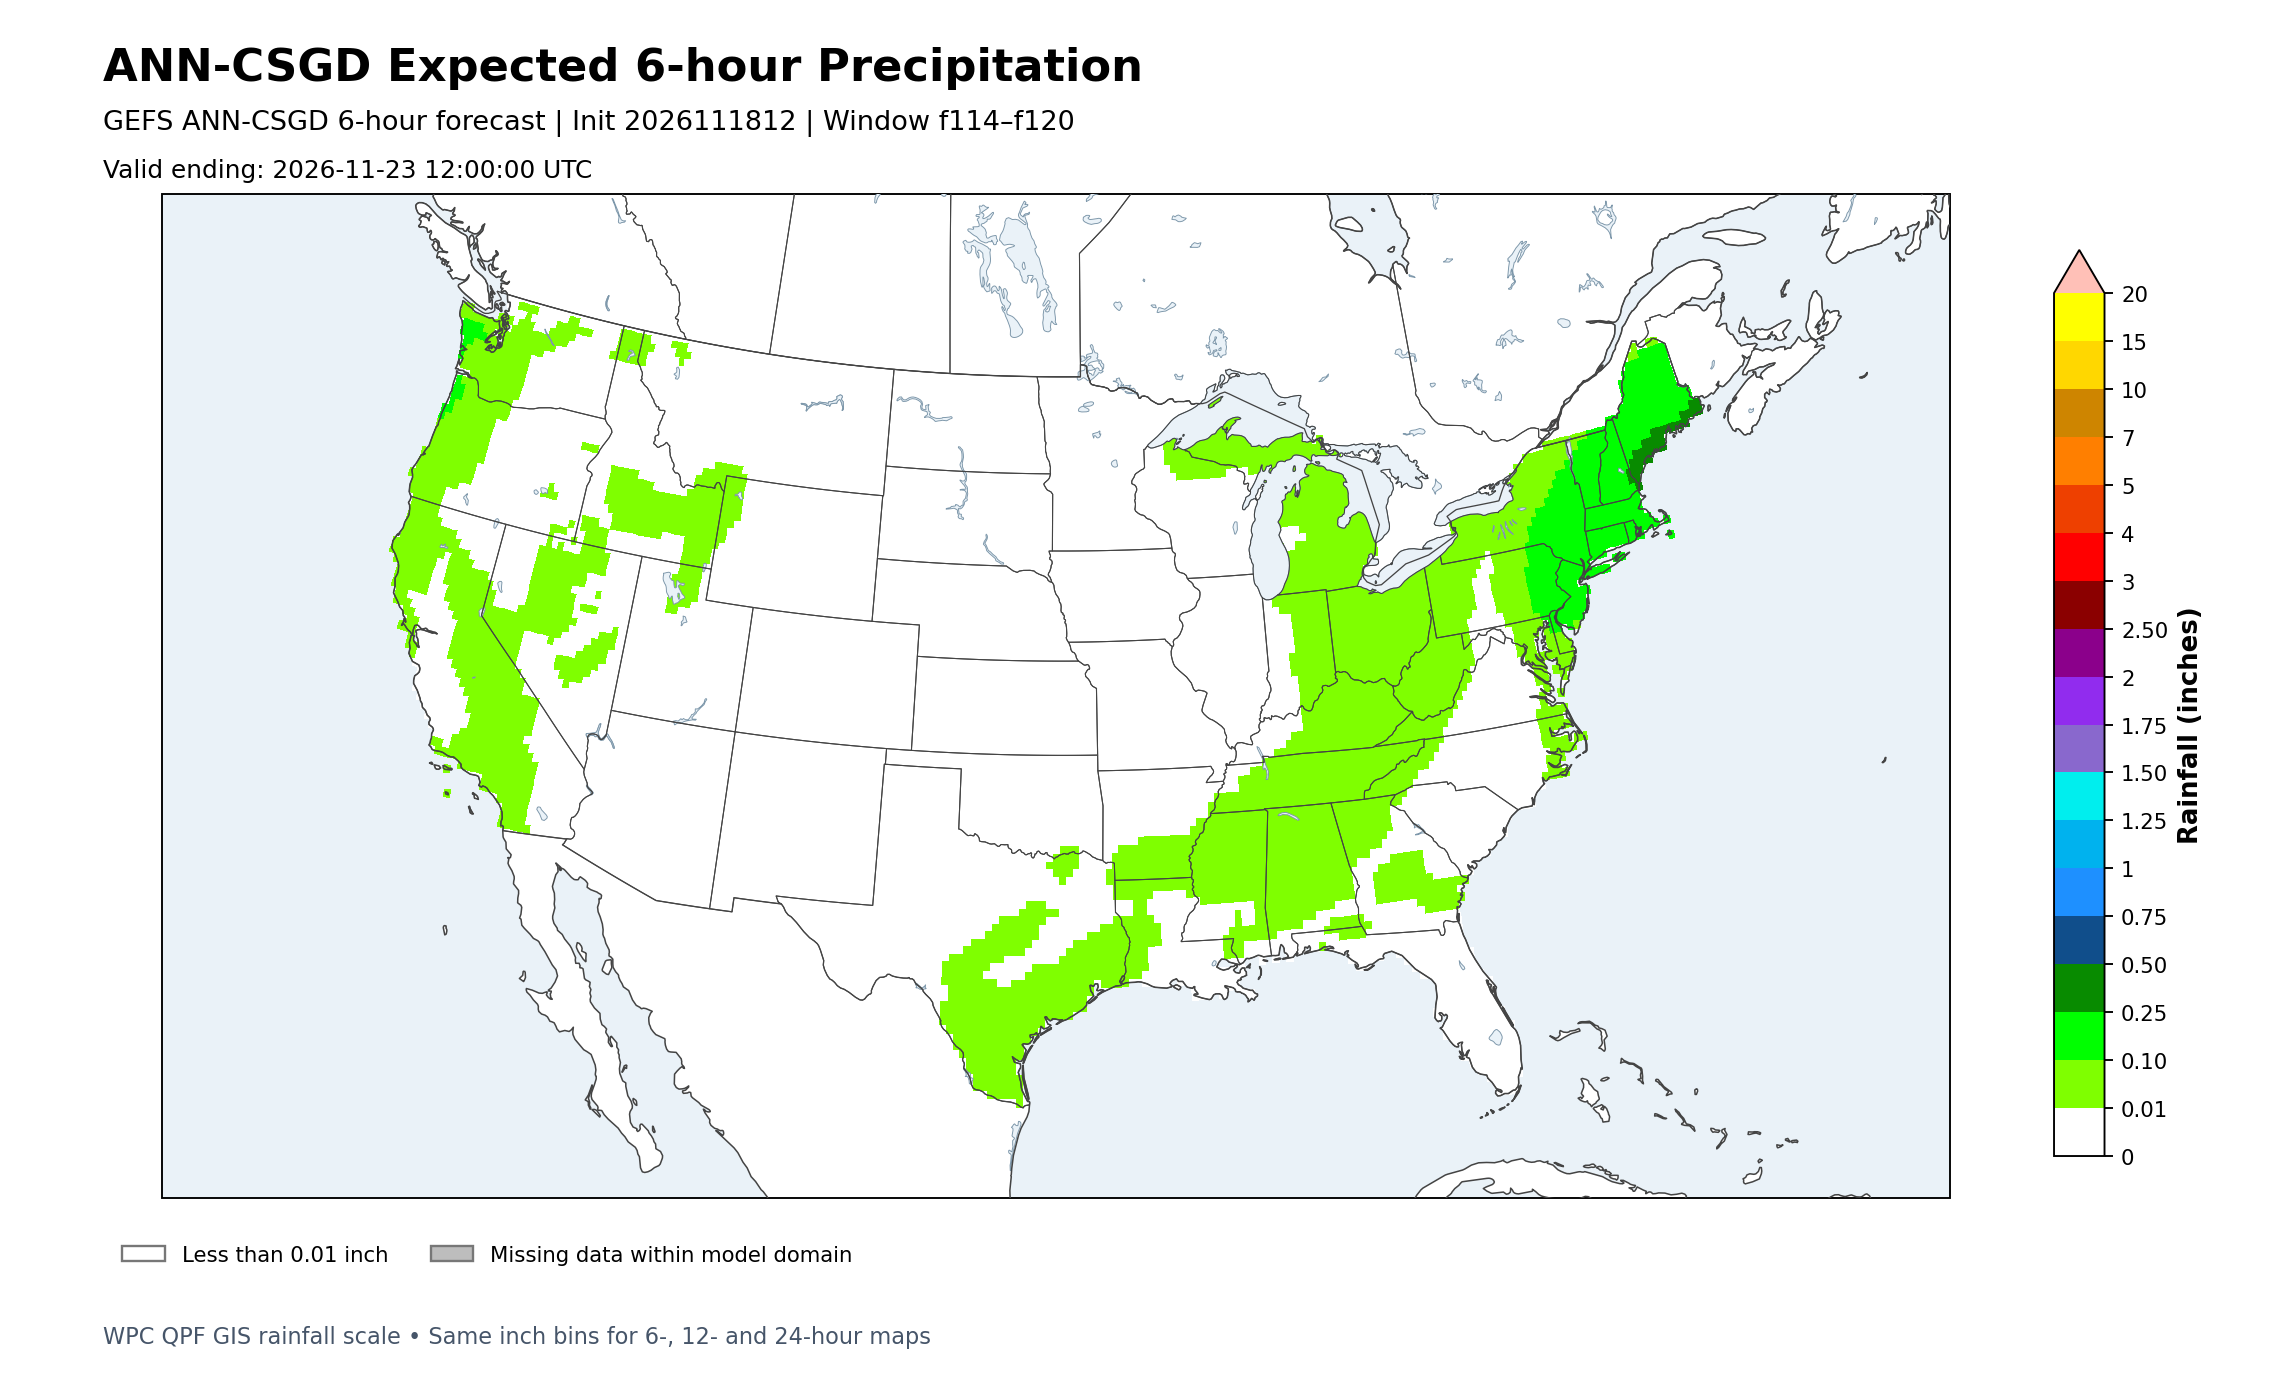 ANN-CSGD Expected 6-hour Precipitation
GEFS ANN-CSGD 6-hour forecast | Init 2026111812 | Window f114–f120
Valid ending: 2026-11-23 12:00:00 UTC
20
15
10
7
5
4
3
2.50
2
1.75
1.50
1.25
1
0.75
0.50
0.25
0.10
0.01
0
Rainfall (inches)
Less than 0.01 inch
Missing data within model domain
WPC QPF GIS rainfall scale • Same inch bins for 6-, 12- and 24-hour maps